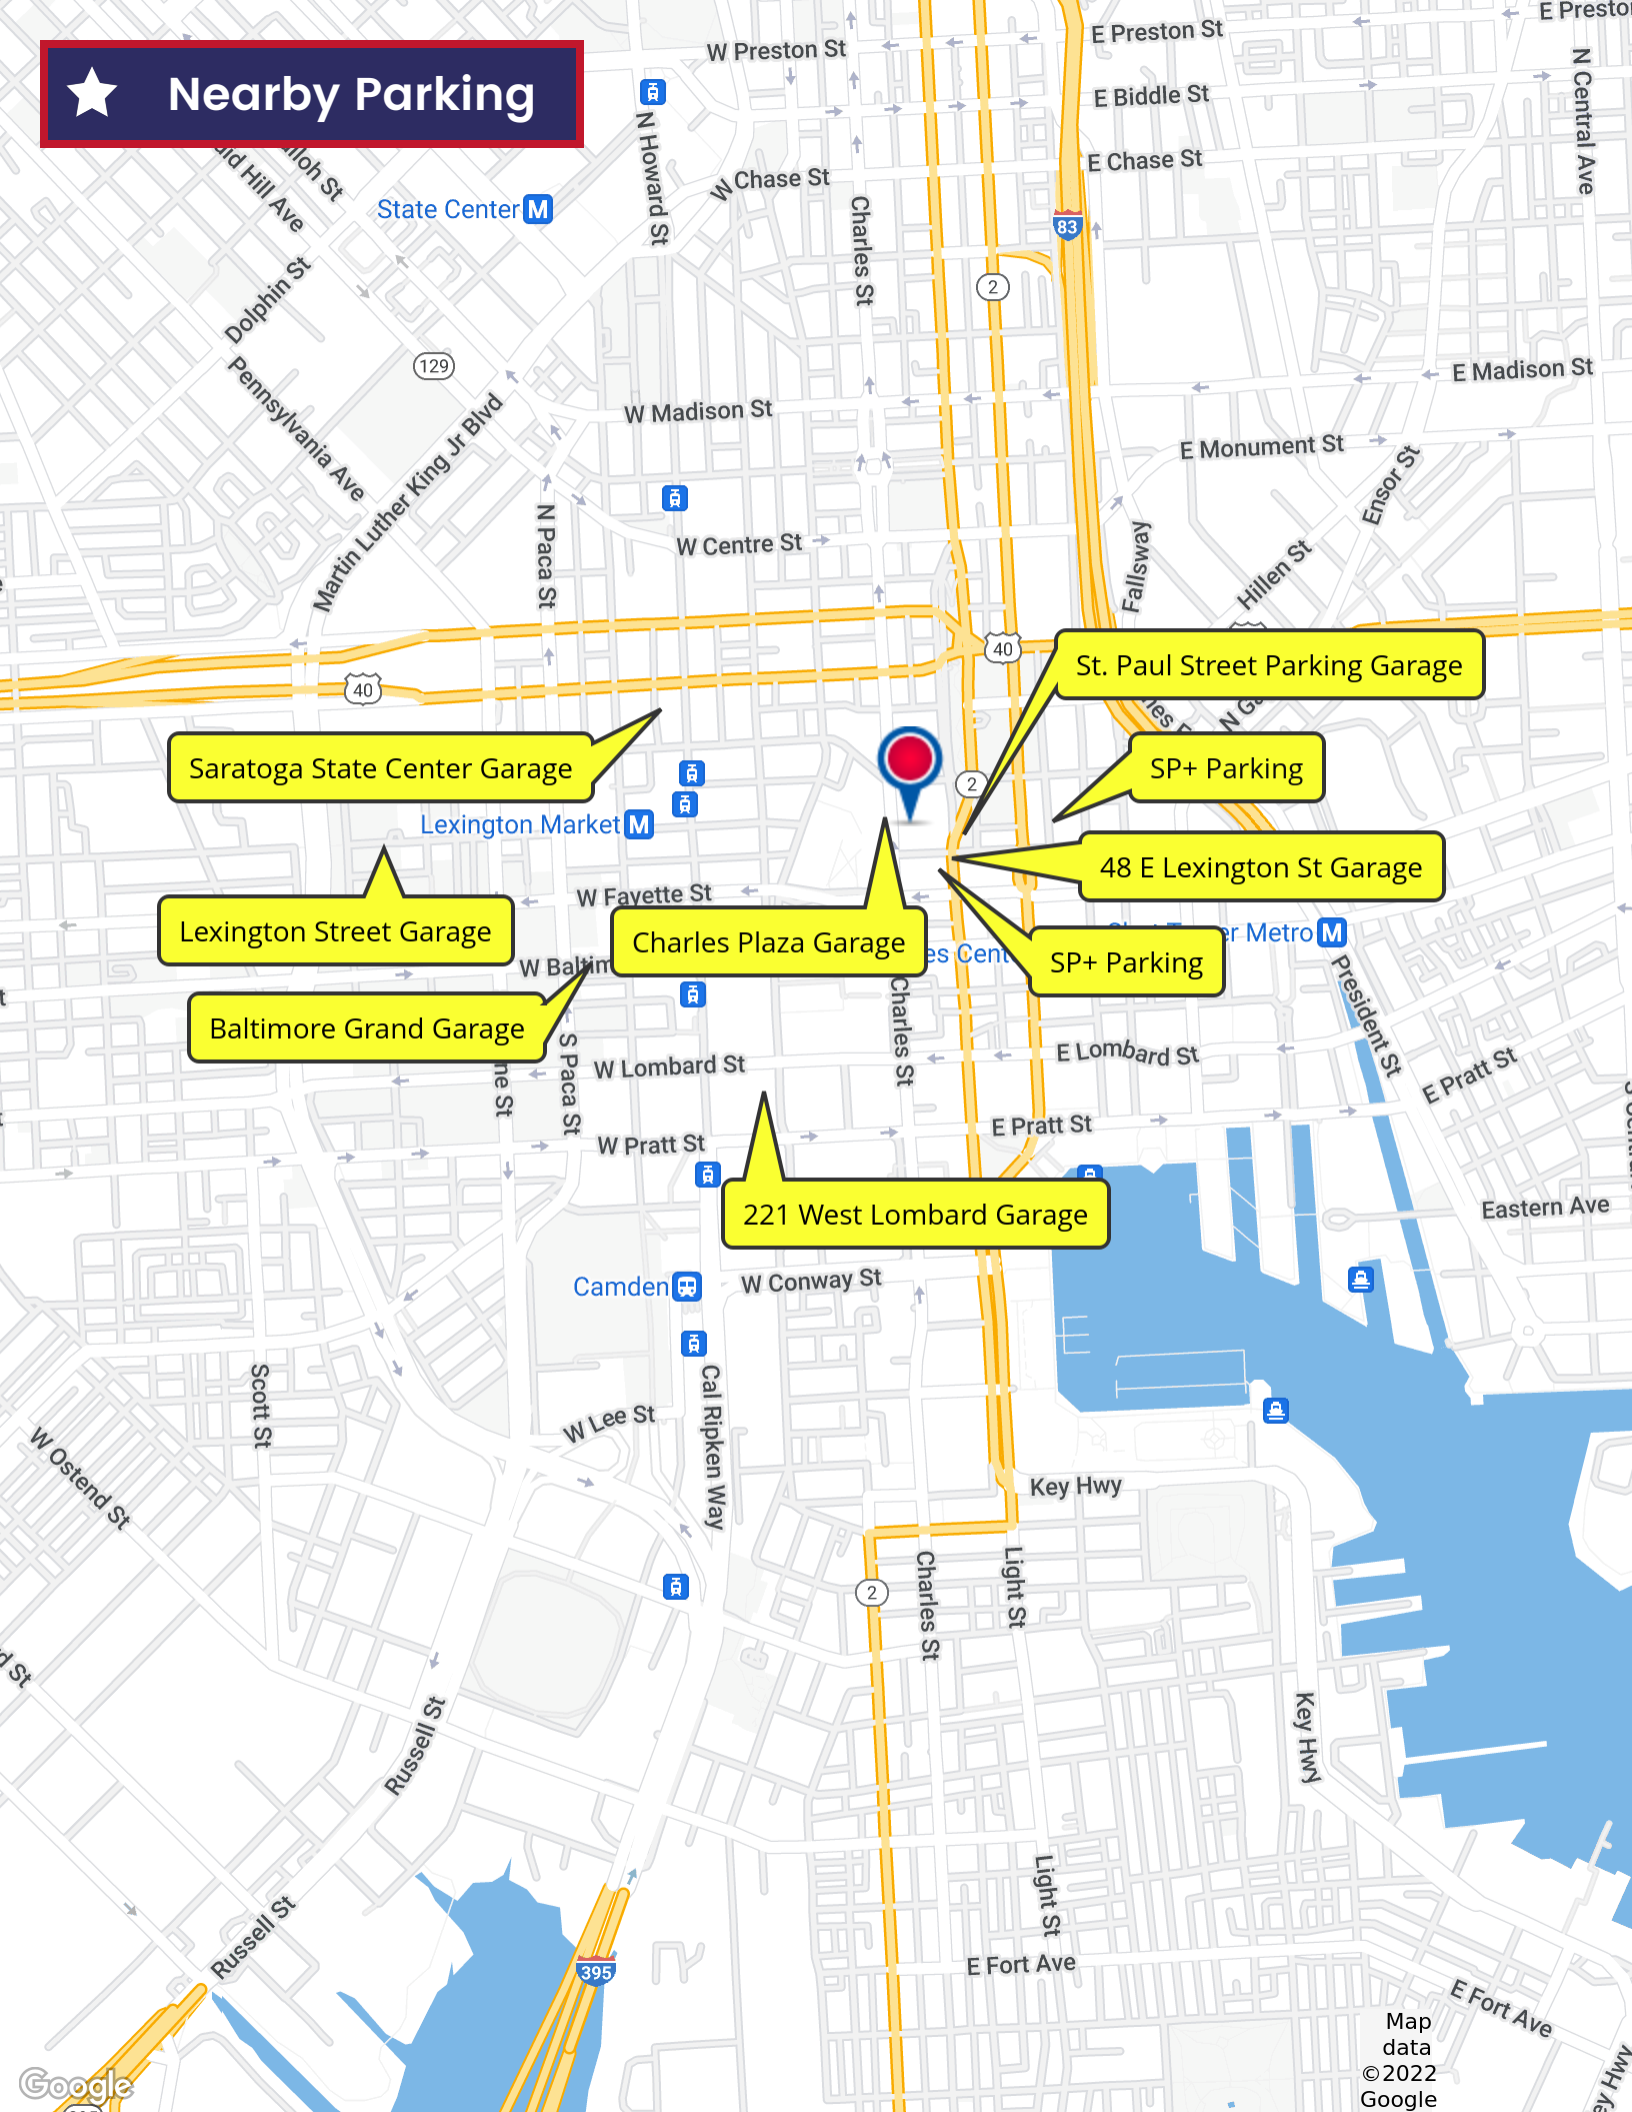 Nearby Parking
W Preston St
E Preston St
E Biddle St
N Central Ave
N Howard St
W Chase St
E Chase St
State Center M
Charles St
83
2
Dolphin St
129
Pennsylvania Ave
Martin Luther King Jr Blvd
W Madison St
E Madison St
E Monument St
Ensor St
N Paca St
W Centre St
Fallsway
Hillen St
40
40
St. Paul Street Parking Garage
Saratoga State Center Garage
SP+ Parking
2
Lexington Market M
48 E Lexington St Garage
W Fayette St
Lexington Street Garage
Charles Plaza Garage
Metro M
SP+ Parking
Baltimore Grand Garage
President St
Charles St
S Paca St
W Lombard St
E Lombard St
E Pratt St
W Pratt St
E Pratt St
221 West Lombard Garage
Eastern Ave
Camden
W Conway St
Scott St
Cal Ripken Way
W Lee St
W Ostend St
Key Hwy
Charles St
Light St
2
Russell St
Key Hwy
Light St
Russell St
395
E Fort Ave
E Fort Ave
Google
Map
data
©2022
Google